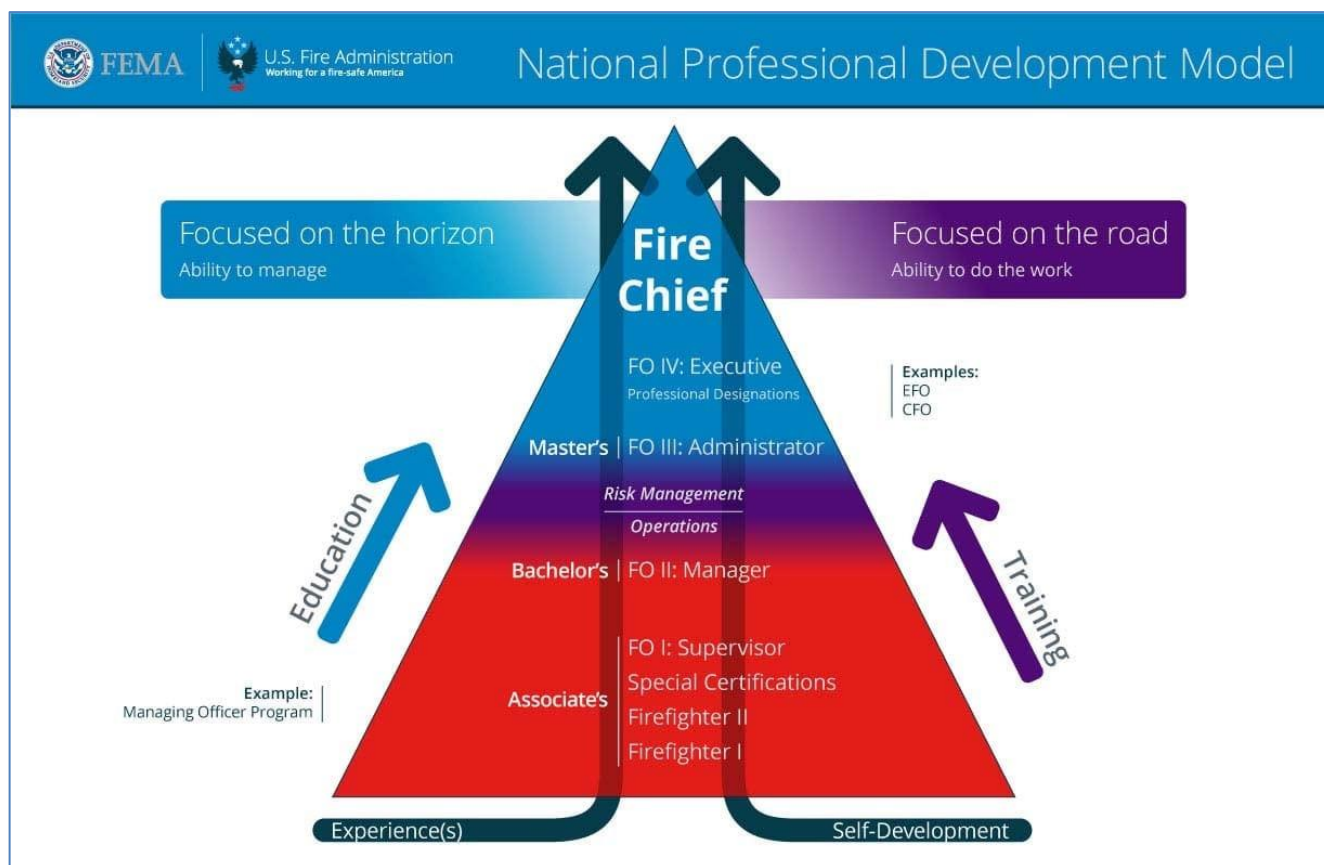 FEMA
U.S. Fire Administration
Working for a fire-safe America
National Professional Development Model
Focused on the horizon
Ability to manage
Focused on the road
Ability to do the work
Fire
Chief
FO IV: Executive
Professional Designations
Examples:
EFO
CFO
Master's | FO III: Administrator
Risk Management
Operations
Bachelor's | FO II: Manager
Education
Training
FO I: Supervisor
Special Certifications
Associate's
Firefighter II
Firefighter I
Example:
Managing Officer Program
Experience(s)
Self-Development